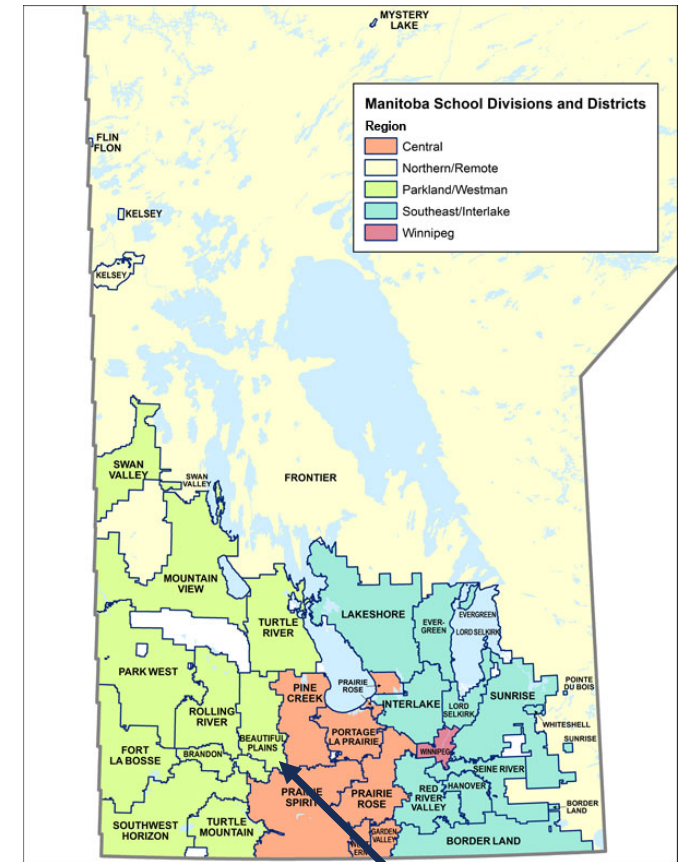 MYSTERY
LAKE
Manitoba School Divisions and Districts
Region
Central
Northern/Remote
Parkland/Westman
Southeast/Interlake
Winnipeg
FLIN
FLON
KELSEY
KELSEY
SWAN
VALLEY
SWAN
VALLEY
FRONTIER
MOUNTAIN
VIEW
TURTLE
RIVER
LAKESHORE
EVER-
GREEN
EVERGREEN
LORD SELKIRK
PARK WEST
PINE
CREEK
PRAIRIE
ROSE
INTERLAKE
LORD
SELKIRK
SUNRISE
POINTE
DU BOIS
ROLLING
RIVER
BEAUTIFUL
PLAINS
PORTAGE
LA PRAIRIE
WINNIPEG
WHITESHELL
SUNRISE
FORT
LA BOSSE
BRANDON
SEINE RIVER
PRAIRIE
SPIRIT
PRAIRIE
ROSE
RED
RIVER
VALLEY
HANOVER
BORDER
LAND
SOUTHWEST
HORIZON
TURTLE
MOUNTAIN
GARDEN
VALLEY
BORDER LAND